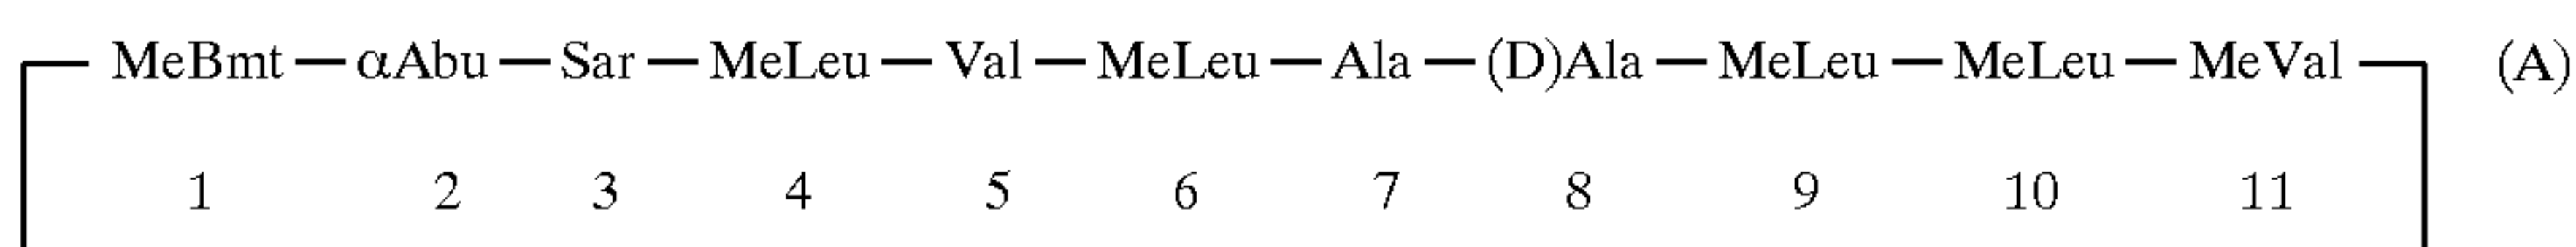 MeBmt—αAbu—Sar—MeLeu—Val—MeLeu—Ala—(D)Ala—MeLeu—MeLeu—MeVal (A)
1 2 3 4 5 6 7 8 9 10 11